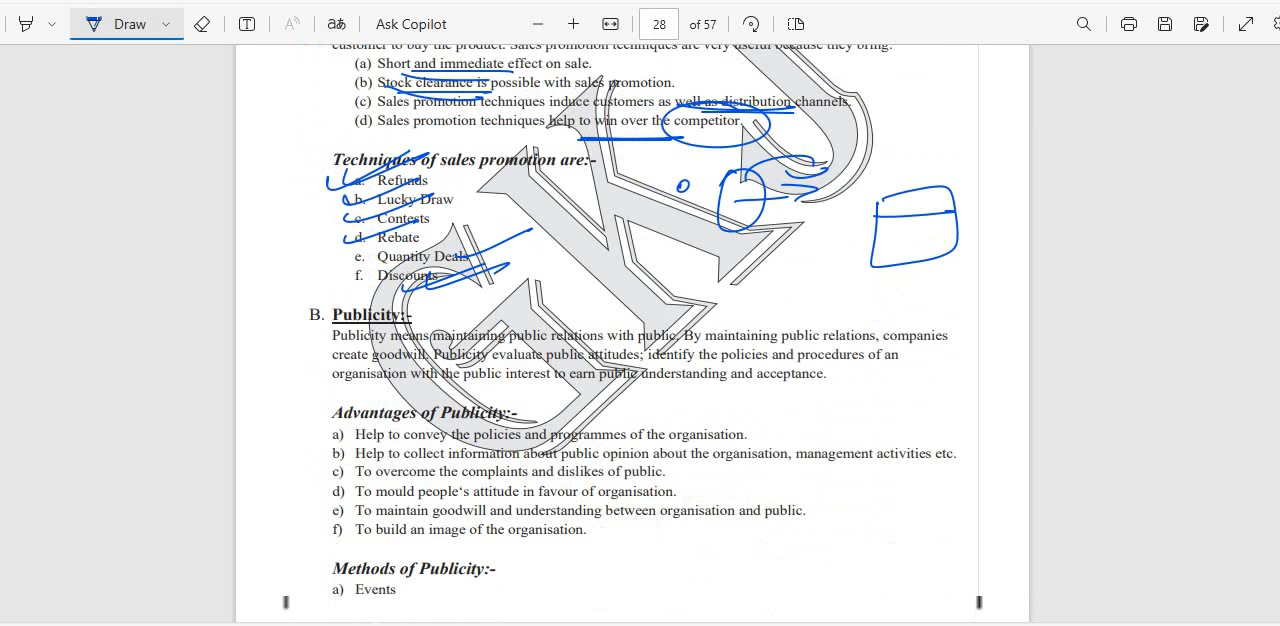 Draw
aあ
Ask Copilot
28 of 57
customer to buy the product. Sales promotion techniques are very useful because they bring:
(a) Short and immediate effect on sale.
(b) Stock clearance is possible with sales promotion.
(c) Sales promotion techniques induce customers as well as distribution channels.
(d) Sales promotion techniques help to win over the competitor.
Techniques of sales promotion are:-
a. Refunds
b. Lucky Draw
c. Contests
d. Rebate
e. Quantity Deals
f. Discounts
B. Publicity:-
Publicity means maintaining public relations with public. By maintaining public relations, companies
create goodwill. Publicity evaluate public attitudes; identify the policies and procedures of an
organisation with the public interest to earn public understanding and acceptance.
Advantages of Publicity:-
a) Help to convey the policies and programmes of the organisation.
b) Help to collect information about public opinion about the organisation, management activities etc.
c) To overcome the complaints and dislikes of public.
d) To mould people‘s attitude in favour of organisation.
e) To maintain goodwill and understanding between organisation and public.
f) To build an image of the organisation.
Methods of Publicity:-
a) Events